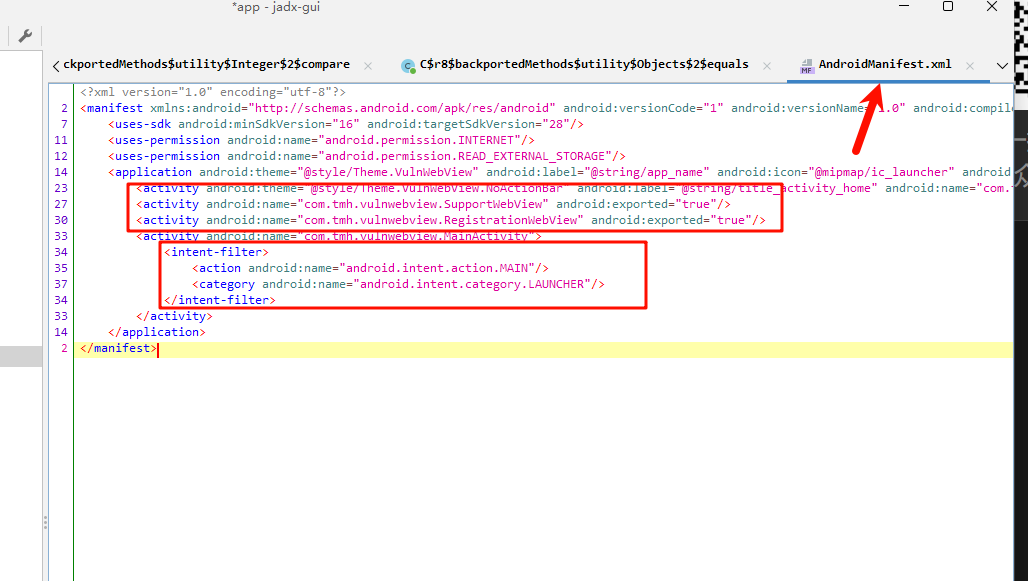 *app - jadx-gui
ckportedMethods$utility$Integer$2$compare
C$r8$backportedMethods$utility$Objects$2$equals
MF AndroidManifest.xml
<?xml version="1.0" encoding="utf-8"?>
2 <manifest xmlns:android="http://schemas.android.com/apk/res/android" android:versionCode="1" android:versionName="1.0" android:compil
7 <uses-sdk android:minSdkVersion="16" android:targetSdkVersion="28"/>
11 <uses-permission android:name="android.permission.INTERNET"/>
12 <uses-permission android:name="android.permission.READ_EXTERNAL_STORAGE"/>
14 <application android:theme="@style/Theme.VulnWebView" android:label="@string/app_name" android:icon="@mipmap/ic_launcher" android
23 <activity android:theme="@style/Theme.VulnWebView.NoActionBar" android:label="@string/title_activity_home" android:name="com.t
27 <activity android:name="com.tmh.vulnwebview.SupportWebView" android:exported="true"/>
30 <activity android:name="com.tmh.vulnwebview.RegistrationWebView" android:exported="true"/>
33 <activity android:name="com.tmh.vulnwebview.MainActivity">
34 <intent-filter>
35 <action android:name="android.intent.action.MAIN"/>
37 <category android:name="android.intent.category.LAUNCHER"/>
34 </intent-filter>
33 </activity>
14 </application>
2 </manifest>